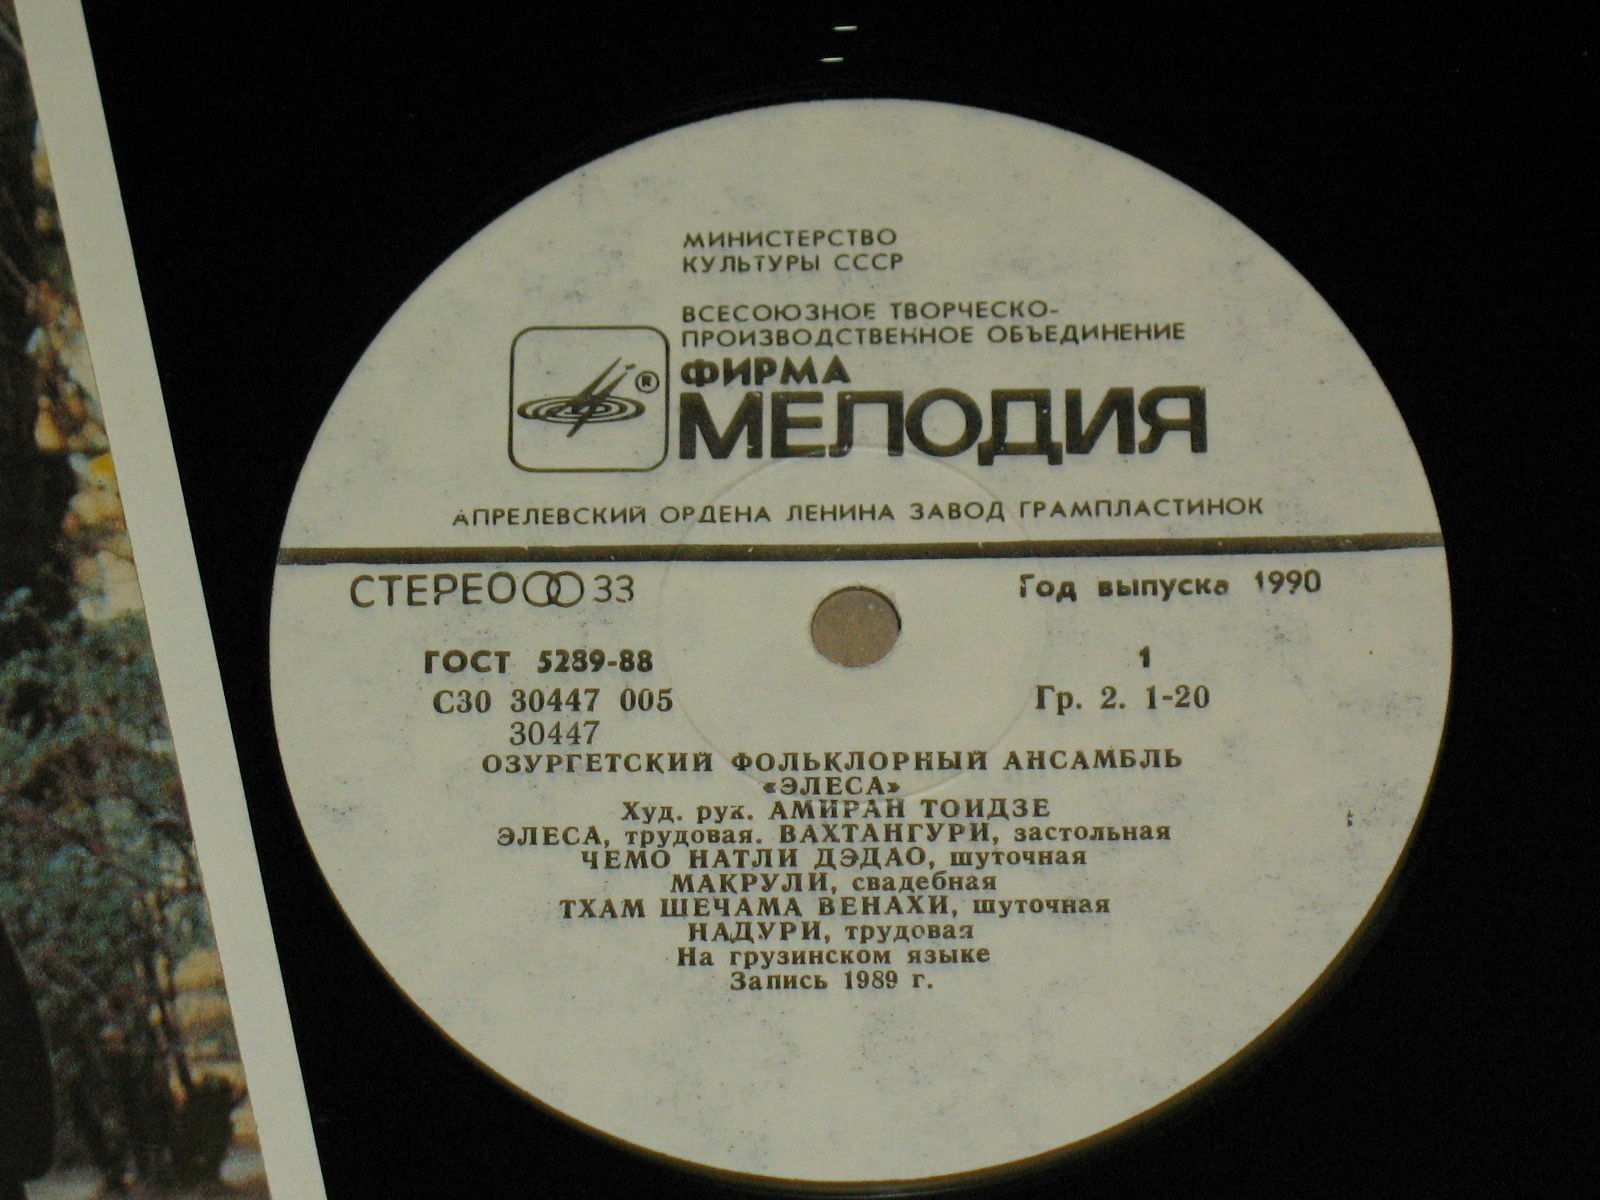 МИНИСТЕРСТВО
КУЛЬТУРЫ СССР
ВСЕСОЮЗНОЕ ТВОРЧЕСКО-
ПРОИЗВОДСТВЕННОЕ ОБЪЕДИНЕНИЕ
®
ФИРМА
МЕЛОДИЯ
АПРЕЛЕВСКИЙ ОРДЕНА ЛЕНИНА ЗАВОД ГРАМПЛАСТИНОК
СТЕРЕО 33
Год выпуска 1990
ГОСТ 5289-88
1
С30 30447 005
Гр. 2. 1-20
30447
ОЗУРГЕТСКИЙ ФОЛЬКЛОРНЫЙ АНСАМБЛЬ
«ЭЛЕСА»
Худ. рук. АМИРАН ТОИДЗЕ
ЭЛЕСА, трудовая. ВАХТАНГУРИ, застольная
ЧЕМО НАТЛИ ДЭДАО, шуточная
МАКРУЛИ, свадебная
ТХАМ ШЕЧАМА ВЕНАХИ, шуточная
НАДУРИ, трудовая
На грузинском языке
Запись 1989 г.